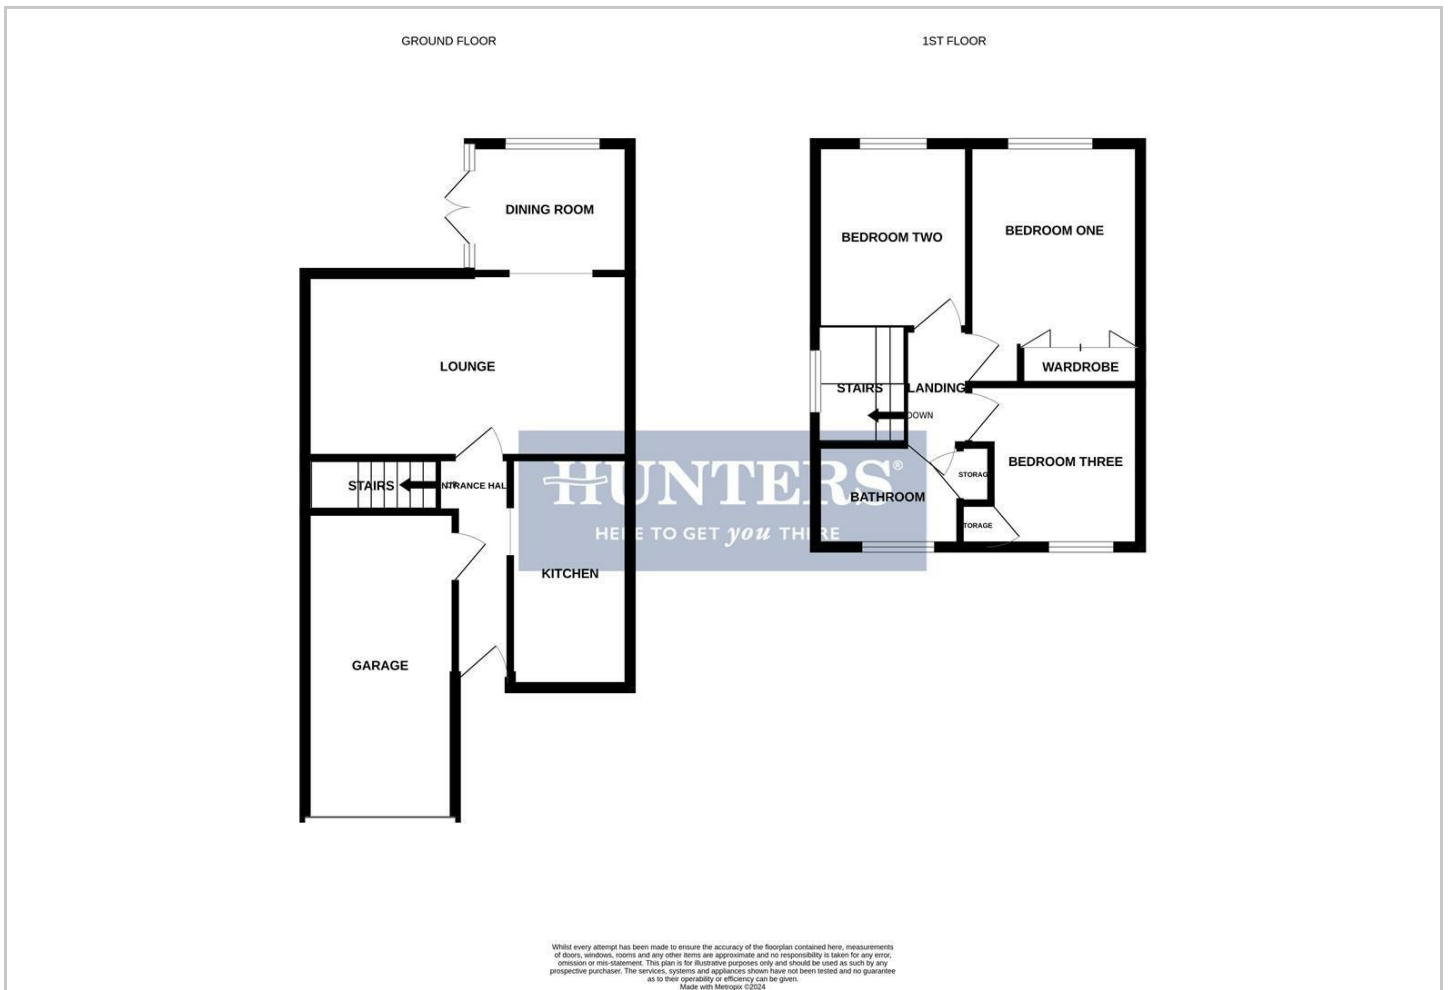 GROUND FLOOR
1ST FLOOR
DINING ROOM
LOUNGE
STAIRS
NTRANCE HAL
KITCHEN
GARAGE
BEDROOM TWO
BEDROOM ONE
WARDROBE
STAIRS
LANDING
DOWN
BEDROOM THREE
STORAG
BATHROOM
TORAGE
HUNTERS®
HERE TO GET you THERE
Whilst every attempt has been made to ensure the accuracy of the floorplan contained here, measurements
of doors, windows, rooms and any other items are approximate and no responsibility is taken for any error,
omission or mis-statement. This plan is for illustrative purposes only and should be used as such by any
prospective purchaser. The services, systems and appliances shown have not been tested and no guarantee
as to their operability or efficiency can be given.
Made with Metropix ©2024